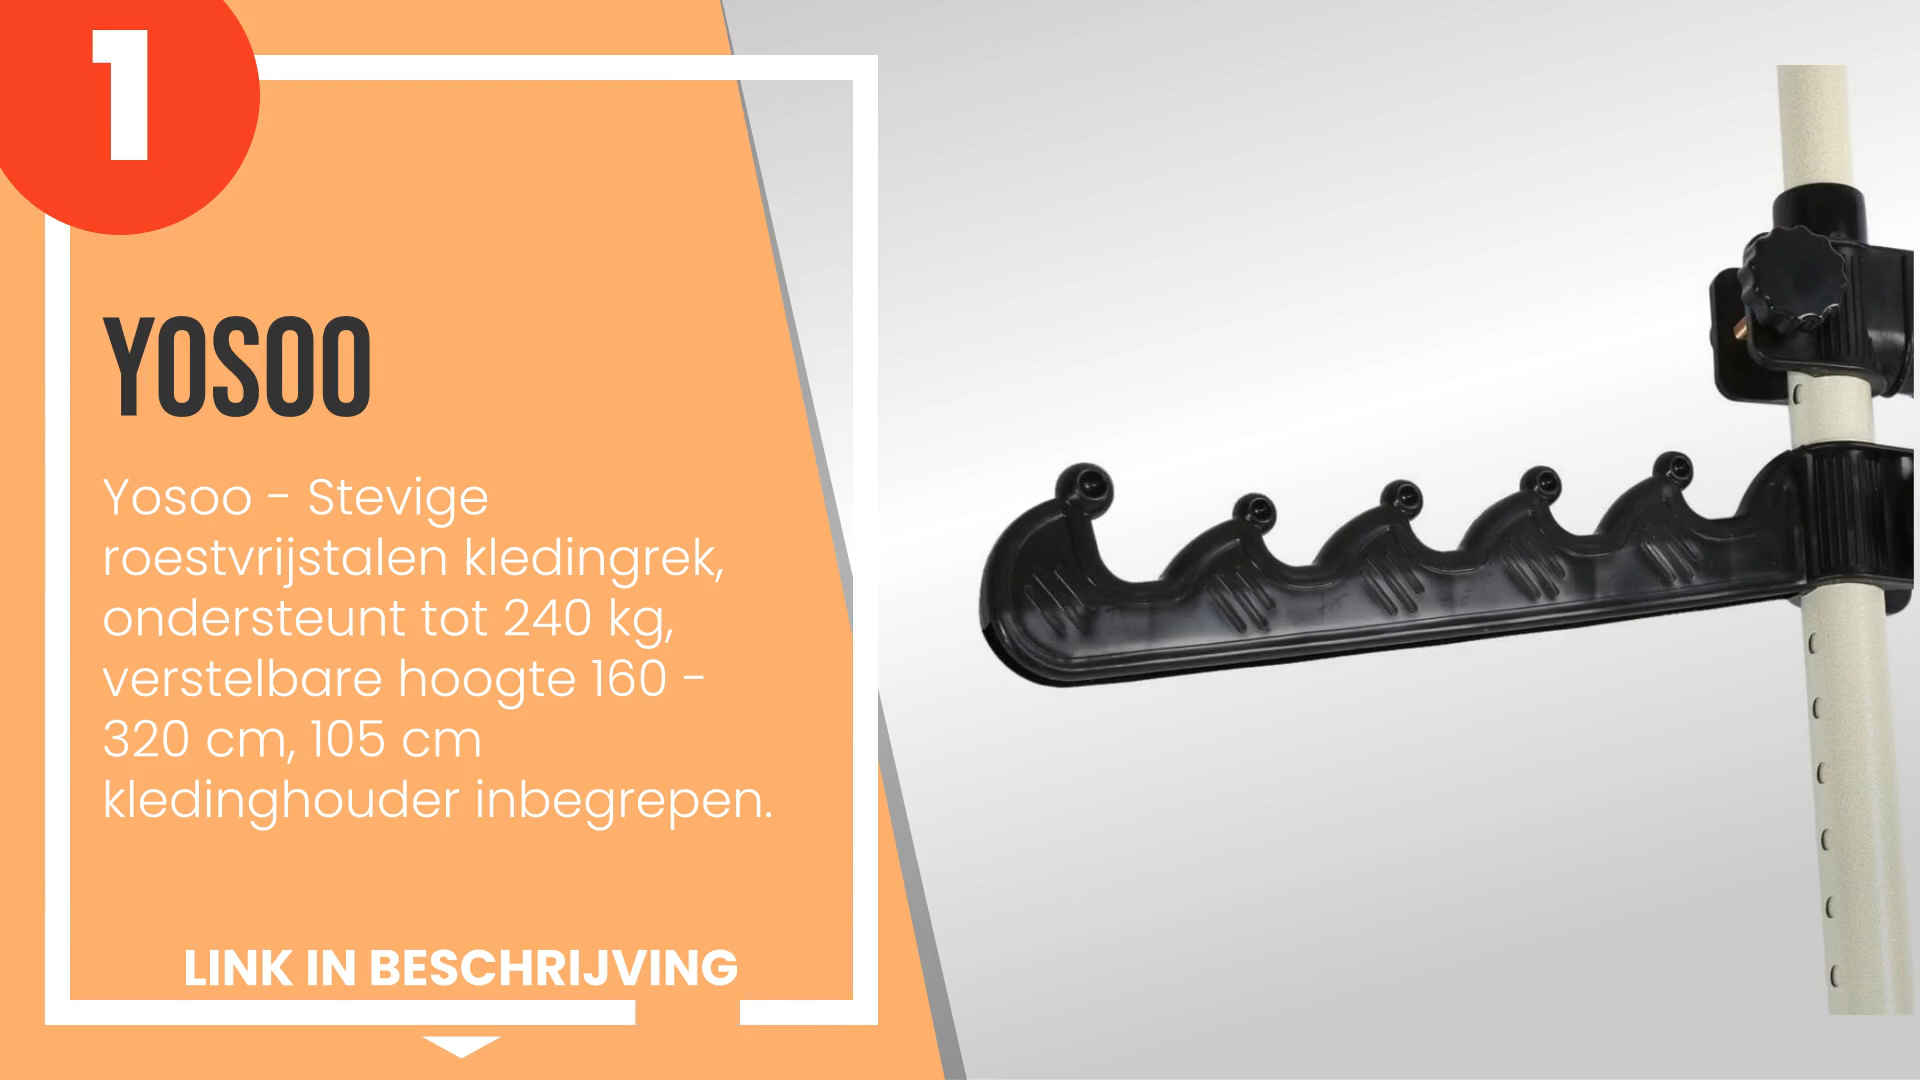 1
YOSOO
Yosoo - Stevige
roestvrijstalen kledingrek,
ondersteunt tot 240 kg,
verstelbare hoogte 160 -
320 cm, 105 cm
kledinghouder inbegrepen.
LINK IN BESCHRIJVING